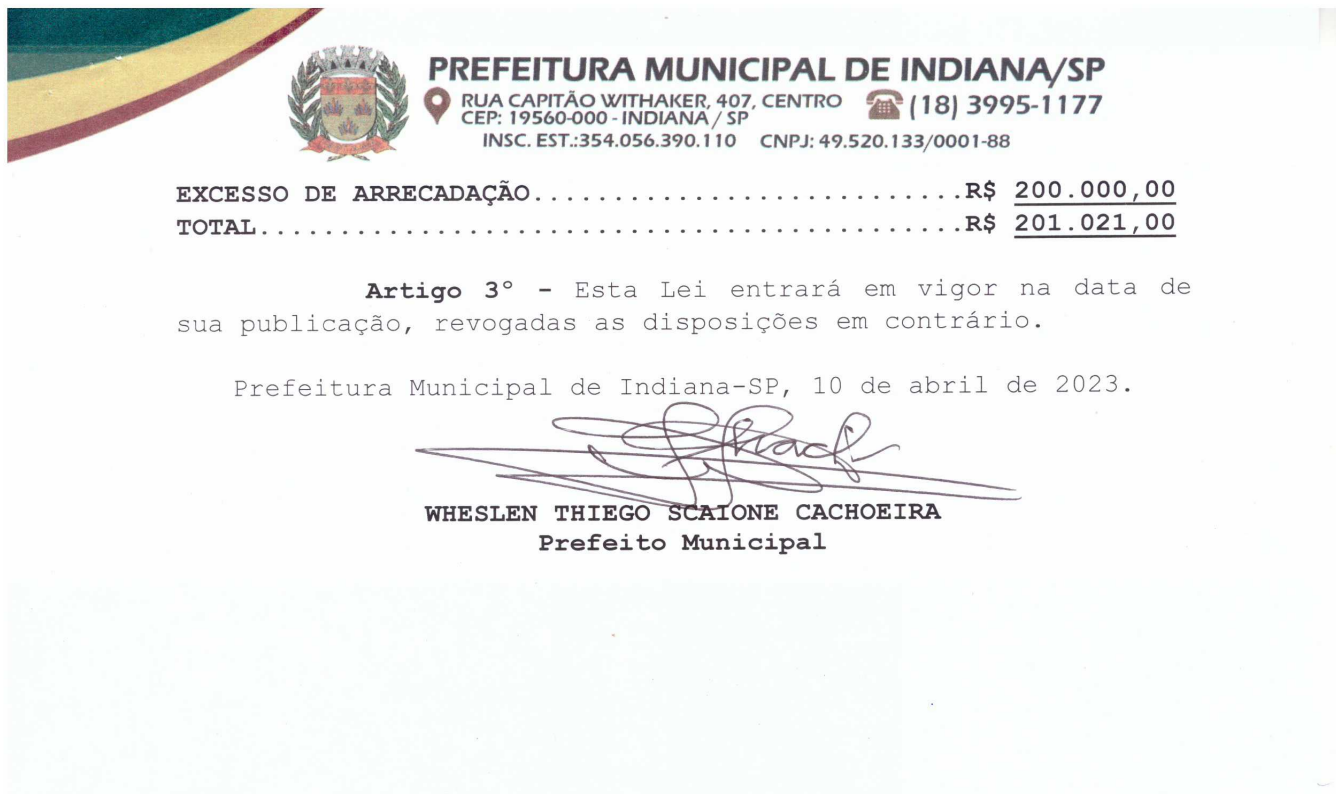 PREFEITURA MUNICIPAL DE INDIANA/SP
RUA CAPITÃO WITHAKER, 407, CENTRO (18) 3995-1177
CEP: 19560-000 - INDIANA / SP
INSC. EST.:354.056.390.110 CNPJ: 49.520.133/0001-88
EXCESSO DE ARRECADAÇÃO............................R$ 200.000,00
TOTAL..............................................R$ 201.021,00
Artigo 3º - Esta Lei entrará em vigor na data de
sua publicação, revogadas as disposições em contrário.
Prefeitura Municipal de Indiana-SP, 10 de abril de 2023.
WHESLEN THIEGO SCAIONE CACHOEIRA
Prefeito Municipal